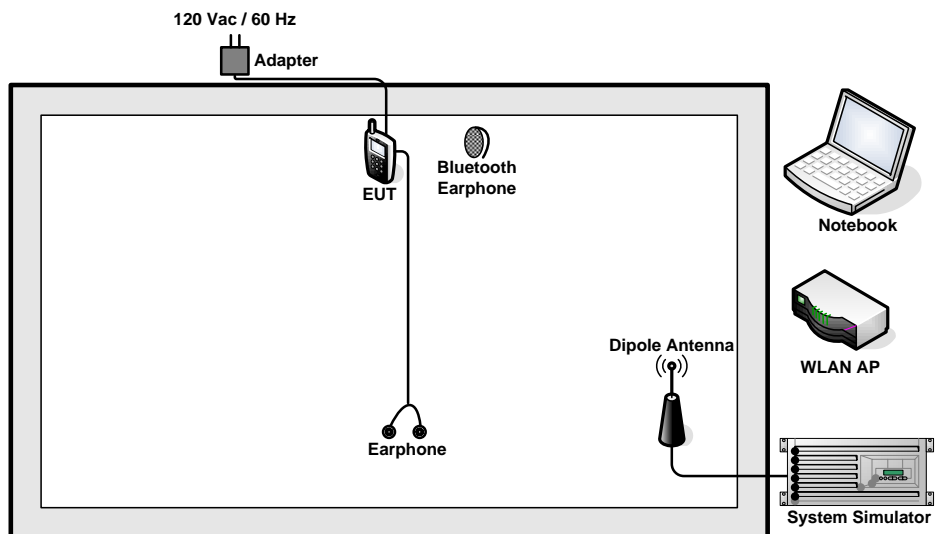 120 Vac / 60 Hz
Adapter
EUT
Bluetooth
Earphone
Notebook
WLAN AP
Dipole Antenna
Earphone
System Simulator